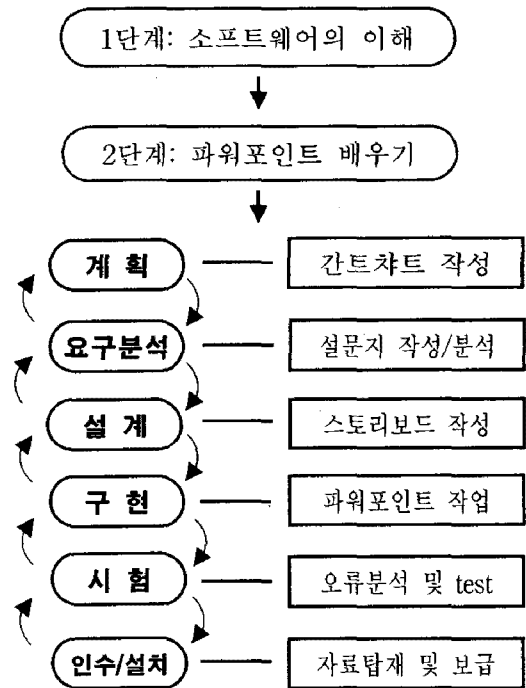 1단계: 소프트웨어의 이해
2단계: 파워포인트 배우기
계 획
간트챠트 작성
요구분석
설문지 작성/분석
설 계
스토리보드 작성
구 현
파워포인트 작업
시 험
오류분석 및 test
인수/설치
자료탑재 및 보급